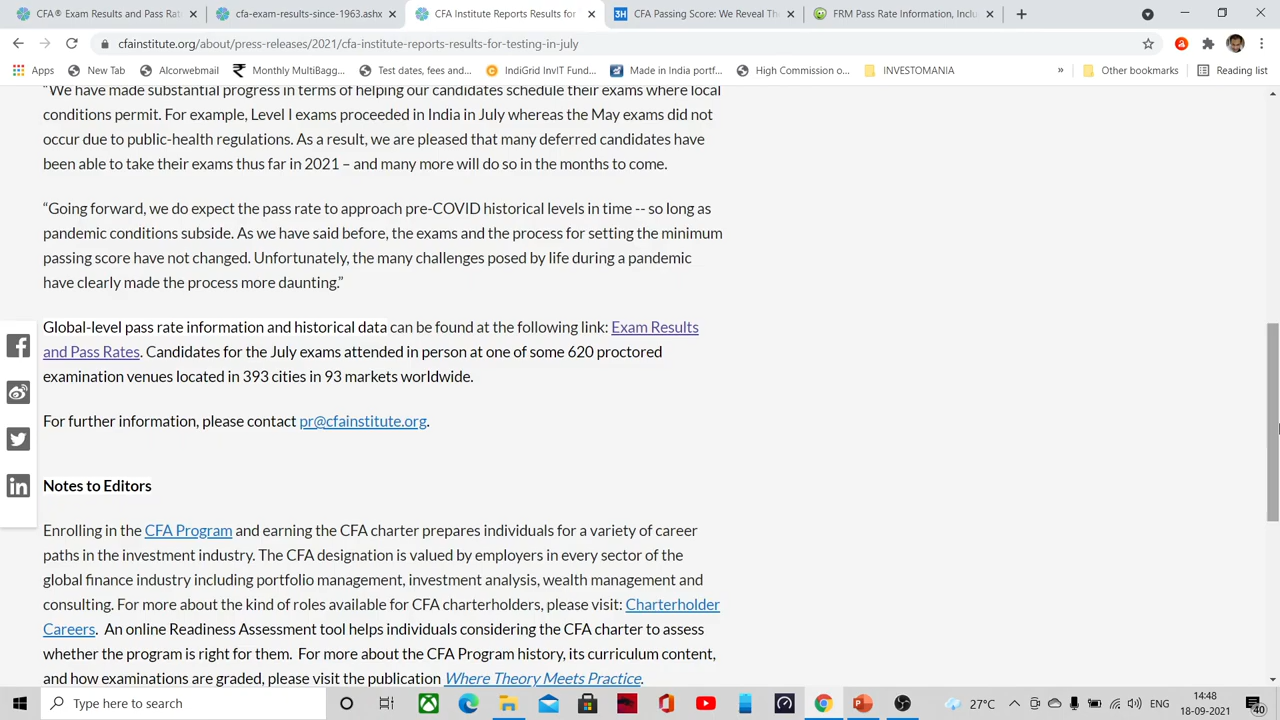 CFA® Exam Results and Pass Rat
cfa-exam-results-since-1963.ashx
CFA Institute Reports Results for
3H
CFA Passing Score: We Reveal Th
FRM Pass Rate Information, Inclu
cfainstitute.org/about/press-releases/2021/cfa-institute-reports-results-for-testing-in-july
Apps
New Tab
Alcorwebmail
Monthly MultiBagg...
Test dates, fees and...
IndiGrid InvIT Fund...
Made in India portf...
High Commission o...
INVESTOMANIA
»
Other bookmarks
Reading list
“We have made substantial progress in terms of helping our candidates schedule their exams where local
conditions permit. For example, Level I exams proceeded in India in July whereas the May exams did not
occur due to public-health regulations. As a result, we are pleased that many deferred candidates have
been able to take their exams thus far in 2021 – and many more will do so in the months to come.
“Going forward, we do expect the pass rate to approach pre-COVID historical levels in time -- so long as
pandemic conditions subside. As we have said before, the exams and the process for setting the minimum
passing score have not changed. Unfortunately, the many challenges posed by life during a pandemic
have clearly made the process more daunting.”
Global-level pass rate information and historical data can be found at the following link: Exam Results
and Pass Rates. Candidates for the July exams attended in person at one of some 620 proctored
examination venues located in 393 cities in 93 markets worldwide.
For further information, please contact pr@cfainstitute.org.
Notes to Editors
Enrolling in the CFA Program and earning the CFA charter prepares individuals for a variety of career
paths in the investment industry. The CFA designation is valued by employers in every sector of the
global finance industry including portfolio management, investment analysis, wealth management and
consulting. For more about the kind of roles available for CFA charterholders, please visit: Charterholder
Careers. An online Readiness Assessment tool helps individuals considering the CFA charter to assess
whether the program is right for them. For more about the CFA Program history, its curriculum content,
and how examinations are graded, please visit the publication Where Theory Meets Practice.
Type here to search
27°C
ENG
14:48
18-09-2021
40